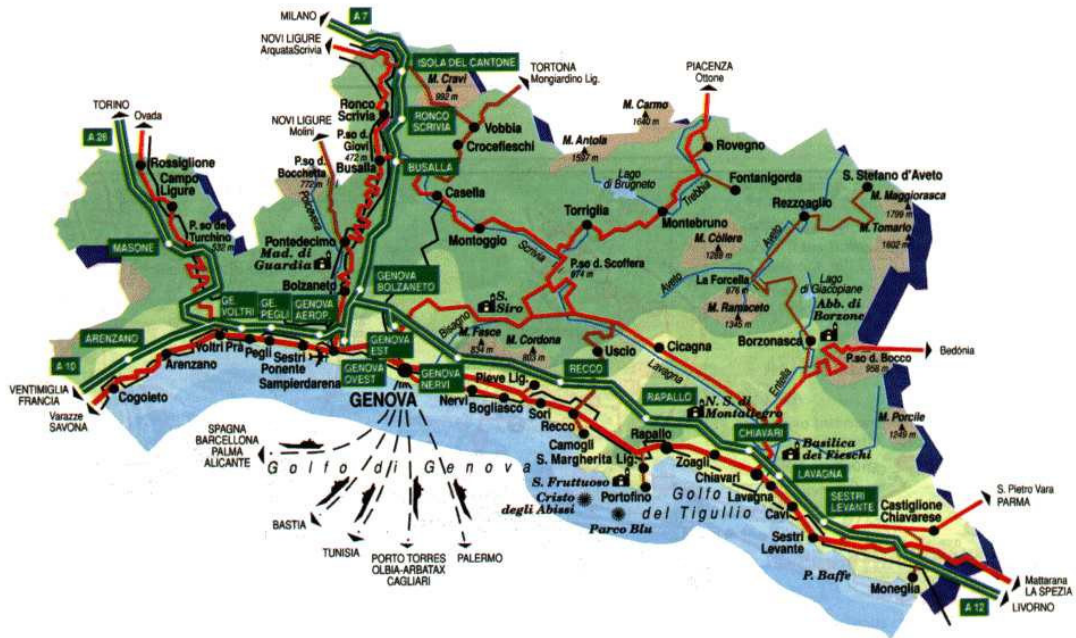 MILANO
A 7
NOVI LIGURE
ArquataScrivia
ISOLA DEL CANTONE
M. Cravi
992 m
TORTONA
Mongiardino Lig.
PIACENZA
Ottone
TORINO
Ovada
A 26
NOVI LIGURE
Molini
Ronco
Scrivia
RONCO
SCRIVIA
Vobbia
Crocefieschi
M. Carmo
1640 m
M. Antola
1597 m
Rovegno
P.so d.
Giovi
472 m
Busalla
BUSALLA
Rossiglione
Campo
Ligure
P.so d.
Bocchetta
772 m
Polcevera
Casella
Lago
di Brugneto
Trebbia
Fontanigorda
S. Stefano d'Aveto
M. Maggiorasca
1799 m
Rezzoaglio
M. Tomarlo
1602 m
P. so del
Turchino
532 m
MASONE
Pontedecimo
Mad. di
Guardia
Bolzaneto
Montoggio
Scrivia
Torriglia
Montebruno
P.so d. Scoffera
674 m
M. Còllere
1288 m
Aveto
Aveto
La Forcella
876 m
Lago
di Giacopiane
GENOVA
BOLZANETO
GE.
VOLTRI
GE.
PEGLI
GENOVA
AEROP.
S.
Siro
M. Ramaceto
1345 m
Abb. di
Borzone
ARENZANO
A 10
Voltri
Prà
Pegli
Sestri
Ponente
Sampierdarena
GENOVA
EST
GENOVA
OVEST
GENOVA
NERVI
Bisagno
M. Fasce
834 m
M. Cordona
803 m
Uscio
Cicagna
Lavagna
Borzonasca
Entella
P.so d. Bocco
956 m
Bedónia
VENTIMIGLIA
FRANCIA
Varazze
SAVONA
Cogoleto
Arenzano
GENOVA
Pieve Lig.
RECCO
Nervi
Bogliasco
Sori
Recco
Camogli
RAPALLO
N. S. di
Montallegro
CHIAVARI
M. Porcile
1249 m
SPAGNA
BARCELLONA
PALMA
ALICANTE
Golfo di Genova
S. Margherita Lig.
Rapallo
Zoagli
Chiavari
Basilica
dei Fieschi
LAVAGNA
S. Fruttuoso
Portofino
Cristo
degli Abissi
Parco Blu
Golfo
del Tigullio
Lavagna
Cavi
SESTRI
LEVANTE
Castiglione
Chiavarese
S. Pietro Vara
PARMA
BASTIA
TUNISIA
PORTO TORRES
OLBIA-ARBATAX
CAGLIARI
PALERMO
Sestri
Levante
P. Baffe
Moneglia
A 12
Mattarana
LA SPEZIA
LIVORNO